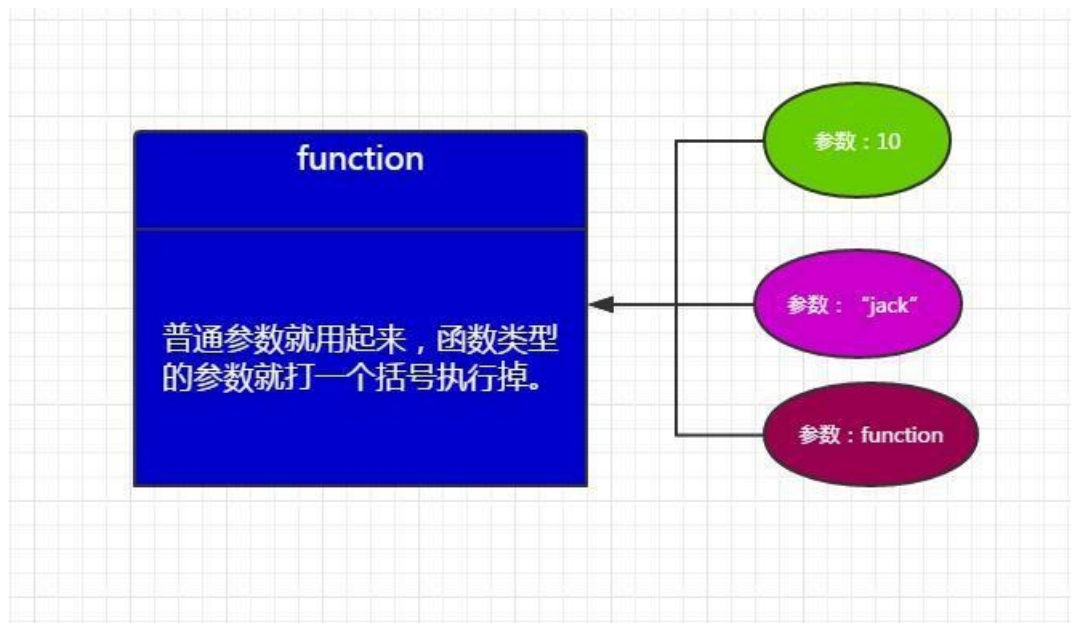 function
普通参数就用起来，函数类型
的参数就打一个括号执行掉。
参数：10
参数： “jack”
参数：function